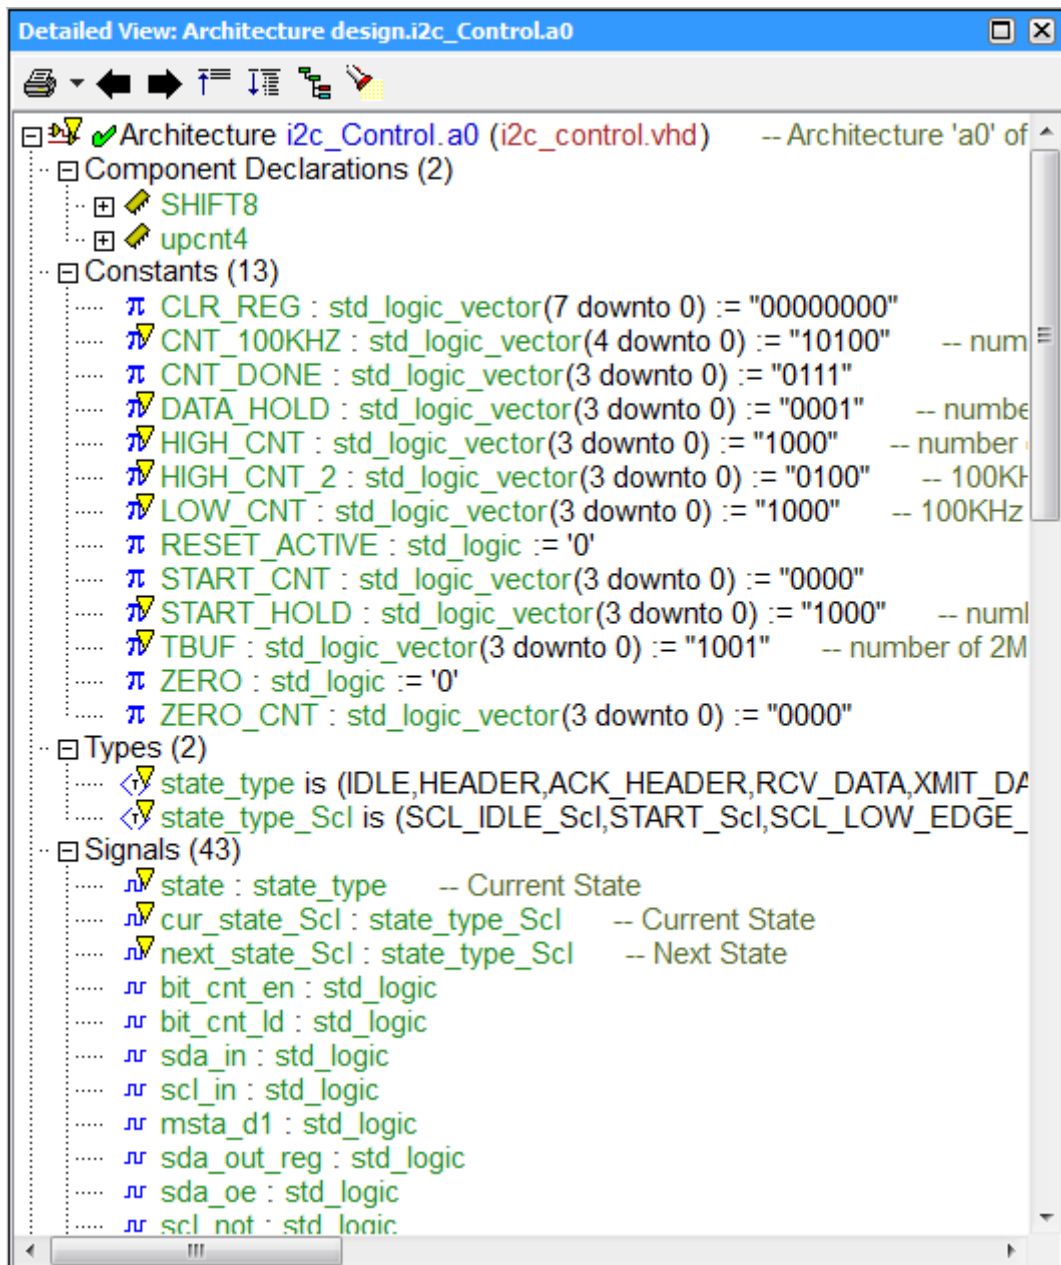 Detailed View: Architecture design.i2c_Control.a0
Architecture i2c_Control.a0 (i2c_control.vhd) -- Architecture 'a0' of
Component Declarations (2)
SHIFT8
upcnt4
Constants (13)
CLR_REG : std_logic_vector(7 downto 0) := "00000000"
CNT_100KHZ : std_logic_vector(4 downto 0) := "10100" -- num
CNT_DONE : std_logic_vector(3 downto 0) := "0111"
DATA_HOLD : std_logic_vector(3 downto 0) := "0001" -- numbe
HIGH_CNT : std_logic_vector(3 downto 0) := "1000" -- number
HIGH_CNT_2 : std_logic_vector(3 downto 0) := "0100" -- 100KH
LOW_CNT : std_logic_vector(3 downto 0) := "1000" -- 100KHz
RESET_ACTIVE : std_logic := '0'
START_CNT : std_logic_vector(3 downto 0) := "0000"
START_HOLD : std_logic_vector(3 downto 0) := "1000" -- num
TBUF : std_logic_vector(3 downto 0) := "1001" -- number of 2M
ZERO : std_logic := '0'
ZERO_CNT : std_logic_vector(3 downto 0) := "0000"
Types (2)
state_type is (IDLE,HEADER,ACK_HEADER,RCV_DATA,XMIT_DA
state_type_Scl is (SCL_IDLE_Scl,START_Scl,SCL_LOW_EDGE_
Signals (43)
state : state_type -- Current State
cur_state_Scl : state_type_Scl -- Current State
next_state_Scl : state_type_Scl -- Next State
bit_cnt_en : std_logic
bit_cnt_ld : std_logic
sda_in : std_logic
scl_in : std_logic
msta_d1 : std_logic
sda_out_reg : std_logic
sda_oe : std_logic
scl_not : std_logic